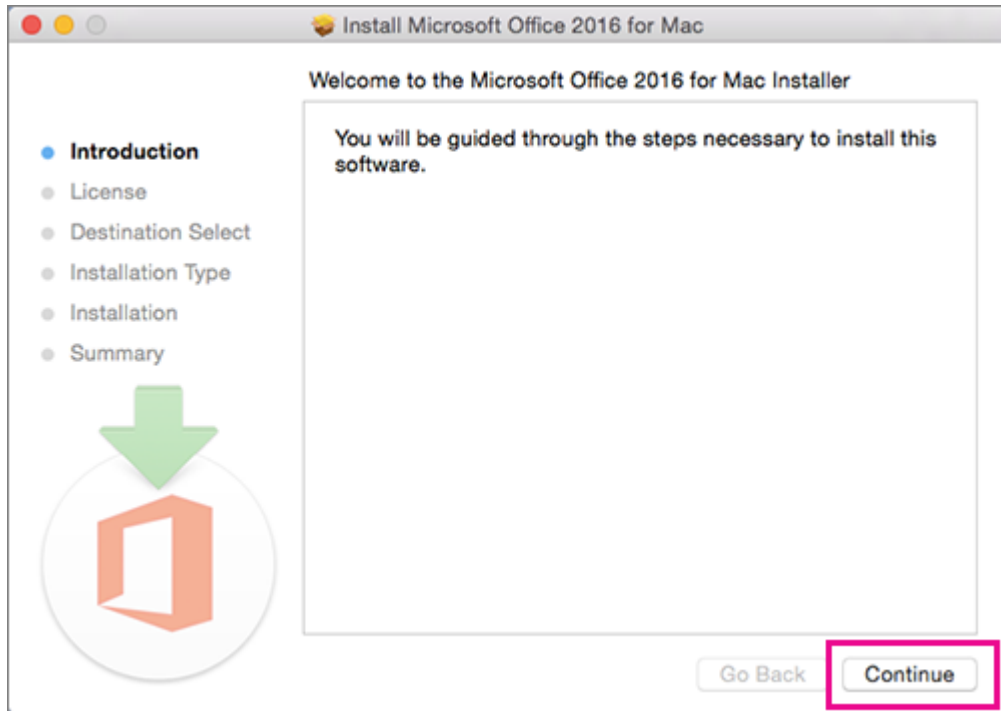 Install Microsoft Office 2016 for Mac
Welcome to the Microsoft Office 2016 for Mac Installer
Introduction
License
Destination Select
Installation Type
Installation
Summary
You will be guided through the steps necessary to install this
software.
Go Back
Continue